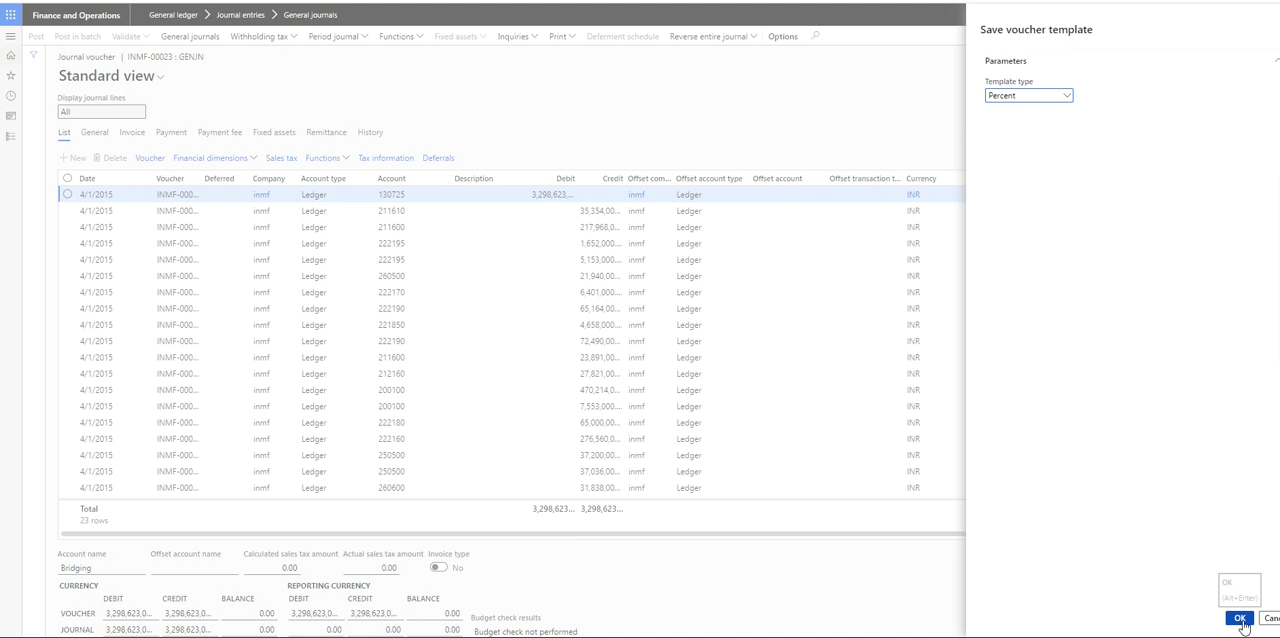 Finance and Operations General ledger Journal entries General journals
Save voucher template
Post Post in batch Validate General journals Withholding tax Period journal Functions Fixed assets Inquiries Print Deferment schedule Reverse entire journal Options
Journal voucher | INMF-00023 : GENJN
Parameters
Standard view
Template type
Percent
Display journal lines
All
List General Invoice Payment Payment fee Fixed assets Remittance History
+ New Delete Voucher Financial dimensions Sales tax Functions Tax information Deferrals
Date Voucher Deferred Company Account type Account Description Debit Credit Offset com... Offset account type Offset account Offset transaction t... Currency
4/1/2015 INMF-000... inmf Ledger 130725 3,298,623,... inmf Ledger INR
4/1/2015 INMF-000... inmf Ledger 211610 35,354,00... inmf Ledger INR
4/1/2015 INMF-000... inmf Ledger 211600 217,968,0... inmf Ledger INR
4/1/2015 INMF-000... inmf Ledger 222195 1,652,000.... inmf Ledger INR
4/1/2015 INMF-000... inmf Ledger 222195 5,153,000.... inmf Ledger INR
4/1/2015 INMF-000... inmf Ledger 260500 21,940,00... inmf Ledger INR
4/1/2015 INMF-000... inmf Ledger 222170 6,401,000.... inmf Ledger INR
4/1/2015 INMF-000... inmf Ledger 222190 65,164,00... inmf Ledger INR
4/1/2015 INMF-000... inmf Ledger 221850 4,658,000.... inmf Ledger INR
4/1/2015 INMF-000... inmf Ledger 222190 72,490,00... inmf Ledger INR
4/1/2015 INMF-000... inmf Ledger 211600 23,891,00... inmf Ledger INR
4/1/2015 INMF-000... inmf Ledger 212160 27,821,00... inmf Ledger INR
4/1/2015 INMF-000... inmf Ledger 200100 470,214,0... inmf Ledger INR
4/1/2015 INMF-000... inmf Ledger 200100 7,553,000.... inmf Ledger INR
4/1/2015 INMF-000... inmf Ledger 222180 65,000,00... inmf Ledger INR
4/1/2015 INMF-000... inmf Ledger 222160 276,560,0... inmf Ledger INR
4/1/2015 INMF-000... inmf Ledger 250500 37,200,00... inmf Ledger INR
4/1/2015 INMF-000... inmf Ledger 250500 37,036,00... inmf Ledger INR
4/1/2015 INMF-000... inmf Ledger 260600 31,838,00... inmf Ledger INR
Total 3,298,623,... 3,298,623,...
23 rows
Account name Offset account name Calculated sales tax amount Actual sales tax amount Invoice type
Bridging 0.00 0.00 No
CURRENCY REPORTING CURRENCY
DEBIT CREDIT BALANCE DEBIT CREDIT BALANCE
VOUCHER 3,298,623,0... 3,298,623,0... 0.00 3,298,623,0... 3,298,623,0... 0.00 Budget check results
JOURNAL 3,298,623,0... 3,298,623,0... 0.00 3,298,623,0... 3,298,623,0... 0.00 Budget check not performed
OK
(Alt+Enter)
OK Canc